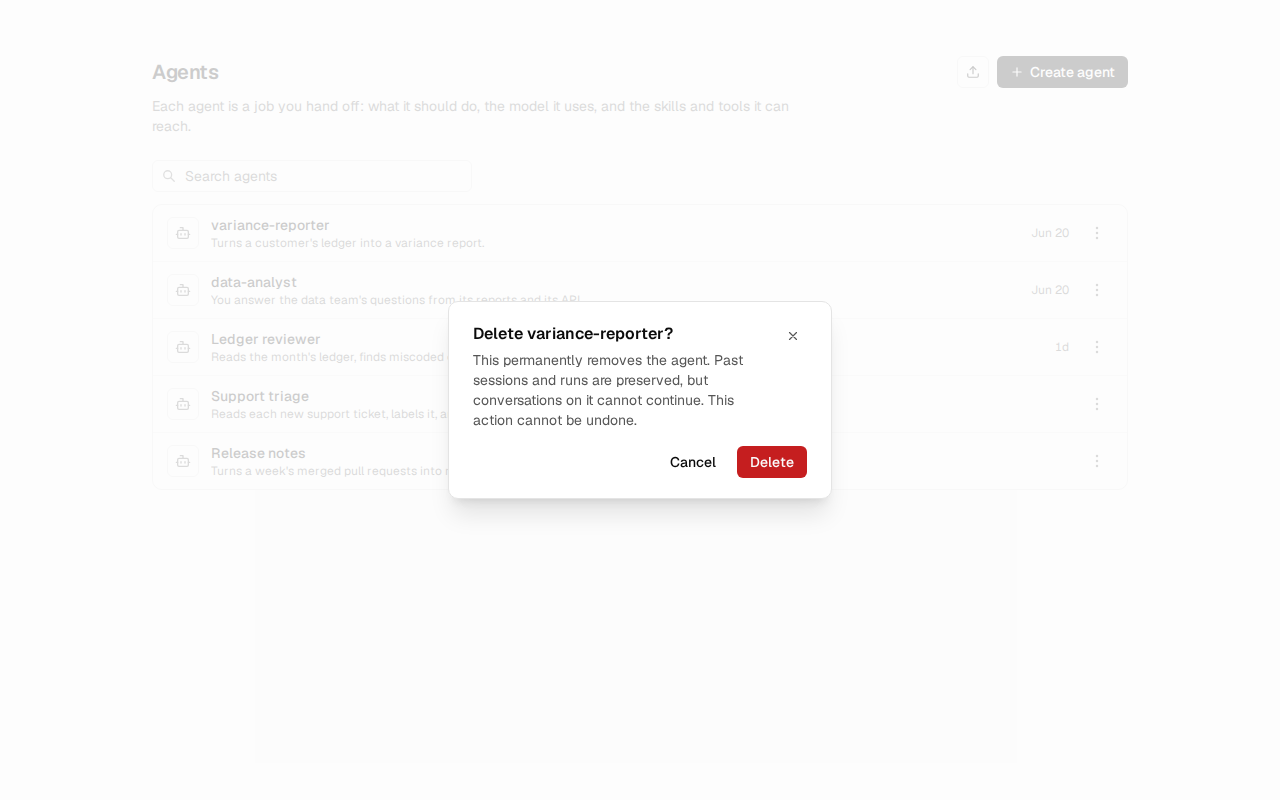 Agents
Create agent
Each agent is a job you hand off: what it should do, the model it uses, and the skills and tools it can
reach.
Search agents
variance-reporter
Turns a customer's ledger into a variance report.
Jun 20
data-analyst
You answer the data team's questions from its reports and its API.
Jun 20
Ledger reviewer
Reads the month's ledger, finds miscoded
1d
Support triage
Reads each new support ticket, labels it,
Release notes
Turns a week's merged pull requests into
Delete variance-reporter?
This permanently removes the agent. Past
sessions and runs are preserved, but
conversations on it cannot continue. This
action cannot be undone.
Cancel
Delete